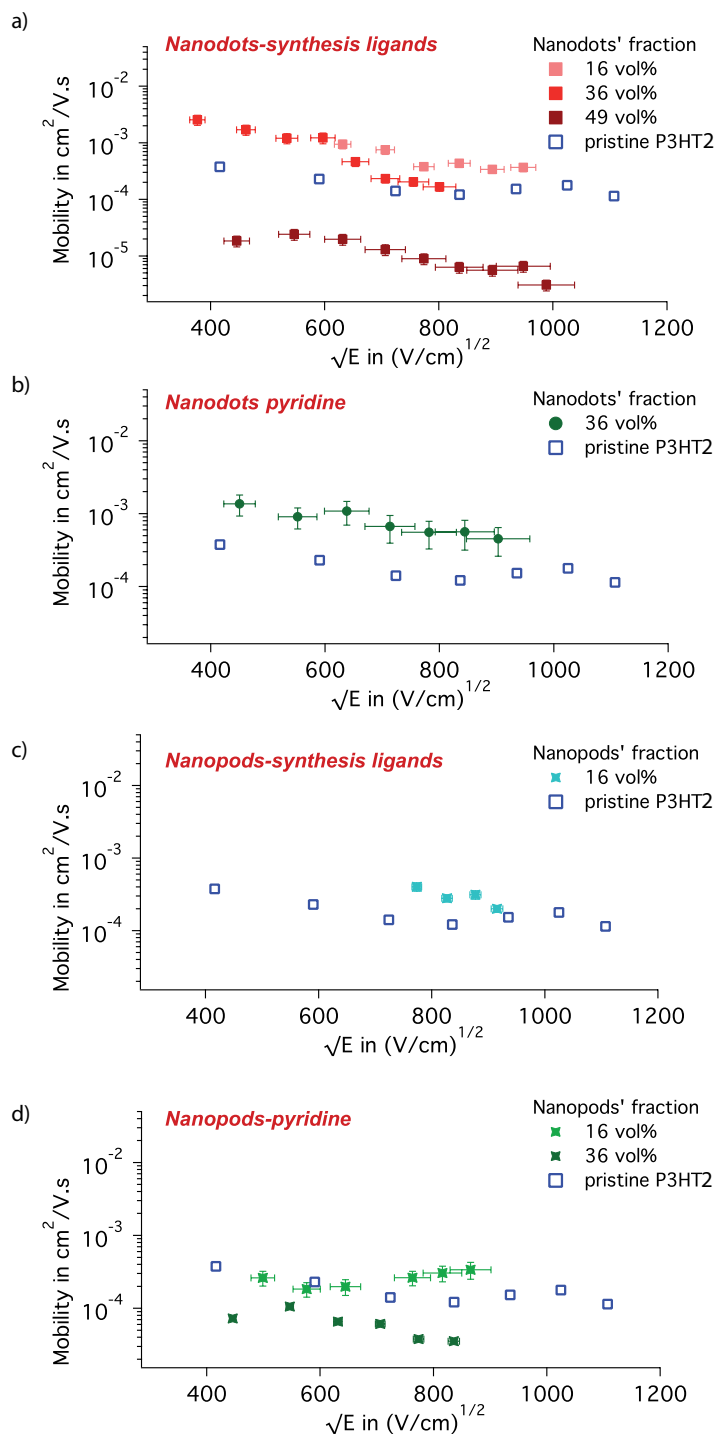 a)
Nanodots-synthesis ligands
Nanodots' fraction
16 vol%
36 vol%
49 vol%
pristine P3HT2
Mobility in cm²/V.s
10⁻²
10⁻³
10⁻⁴
10⁻⁵
400 600 800 1000 1200
√E in (V/cm)^1/2
b)
Nanodots pyridine
Nanodots' fraction
36 vol%
pristine P3HT2
Mobility in cm²/V.s
10⁻²
10⁻³
10⁻⁴
400 600 800 1000 1200
√E in (V/cm)^1/2
c)
Nanopods-synthesis ligands
Nanopods' fraction
16 vol%
pristine P3HT2
Mobility in cm²/V.s
10⁻²
10⁻³
10⁻⁴
400 600 800 1000 1200
√E in (V/cm)^1/2
d)
Nanopods-pyridine
Nanopods' fraction
16 vol%
36 vol%
pristine P3HT2
Mobility in cm²/V.s
10⁻²
10⁻³
10⁻⁴
400 600 800 1000 1200
√E in (V/cm)^1/2